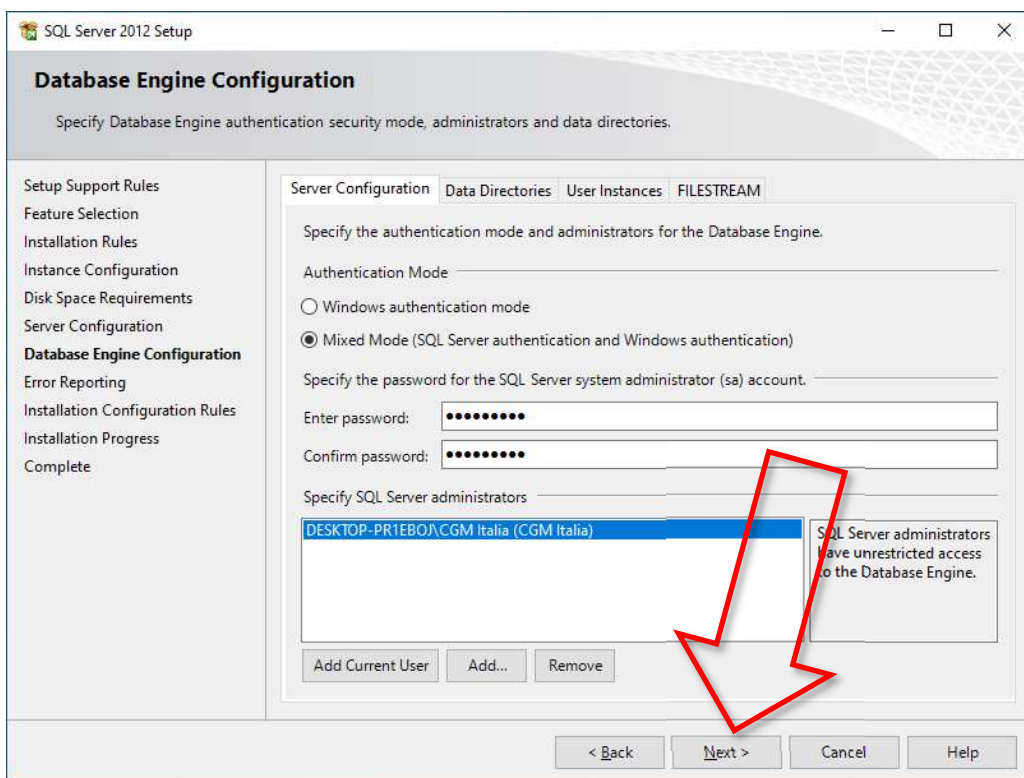 SQL Server 2012 Setup
Database Engine Configuration
Specify Database Engine authentication security mode, administrators and data directories.
Setup Support Rules
Feature Selection
Installation Rules
Instance Configuration
Disk Space Requirements
Server Configuration
Database Engine Configuration
Error Reporting
Installation Configuration Rules
Installation Progress
Complete
Server Configuration Data Directories User Instances FILESTREAM
Specify the authentication mode and administrators for the Database Engine.
Authentication Mode
Windows authentication mode
Mixed Mode (SQL Server authentication and Windows authentication)
Specify the password for the SQL Server system administrator (sa) account.
Enter password: ●●●●●●●●●
Confirm password: ●●●●●●●●●
Specify SQL Server administrators
DESKTOP-PR1EBOJ\CGM Italia (CGM Italia)
SQL Server administrators
have unrestricted access
to the Database Engine.
Add Current User Add... Remove
< Back Next > Cancel Help